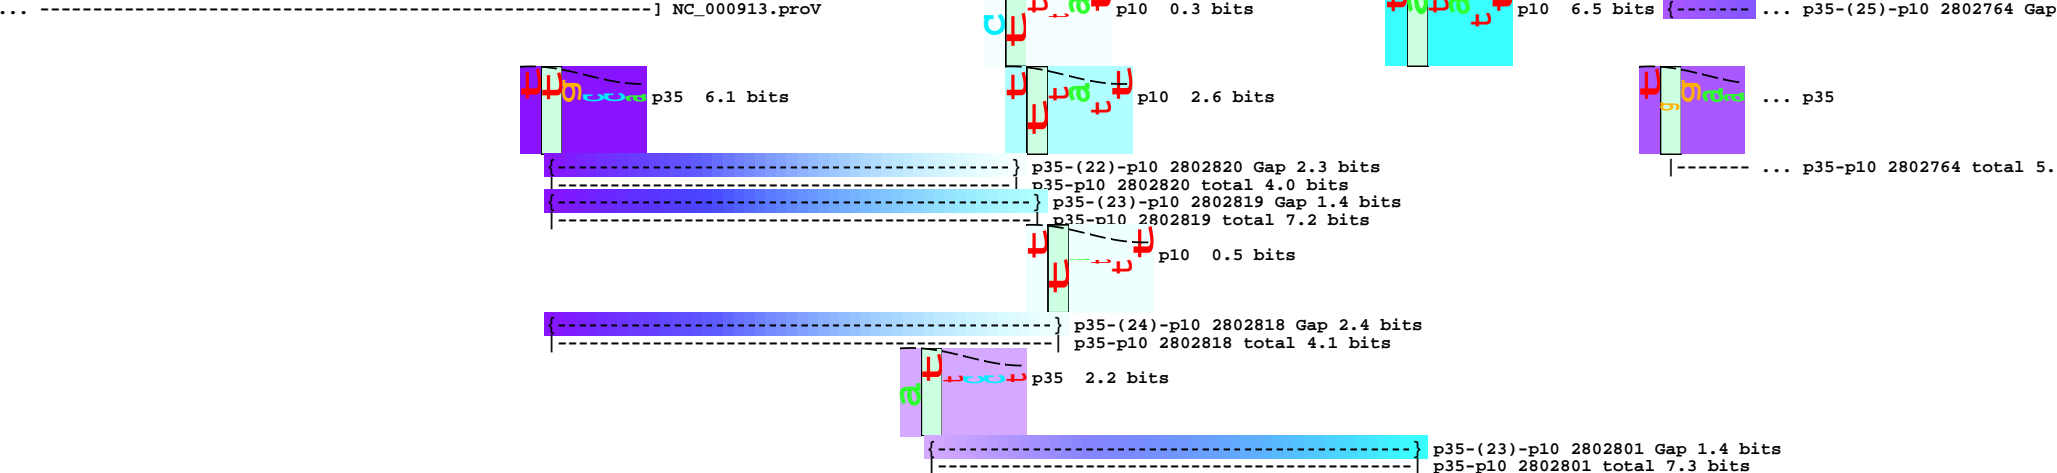 ... ----------------------------------------------------------] NC_000913.proV
p10 0.3 bits
p10 6.5 bits
{------- ... p35-(25)-p10 2802764 Gap
p35 6.1 bits
p10 2.6 bits
... p35
{--------------------------------------------} p35-(22)-p10 2802820 Gap 2.3 bits
|------- ... p35-p10 2802764 total 5.
|--------------------------------------------| p35-p10 2802820 total 4.0 bits
{----------------------------------------------} p35-(23)-p10 2802819 Gap 1.4 bits
|----------------------------------------------| p35-p10 2802819 total 7.2 bits
p10 0.5 bits
{------------------------------------------------} p35-(24)-p10 2802818 Gap 2.4 bits
|------------------------------------------------| p35-p10 2802818 total 4.1 bits
p35 2.2 bits
{----------------------------------------------} p35-(23)-p10 2802801 Gap 1.4 bits
|----------------------------------------------| p35-p10 2802801 total 7.3 bits